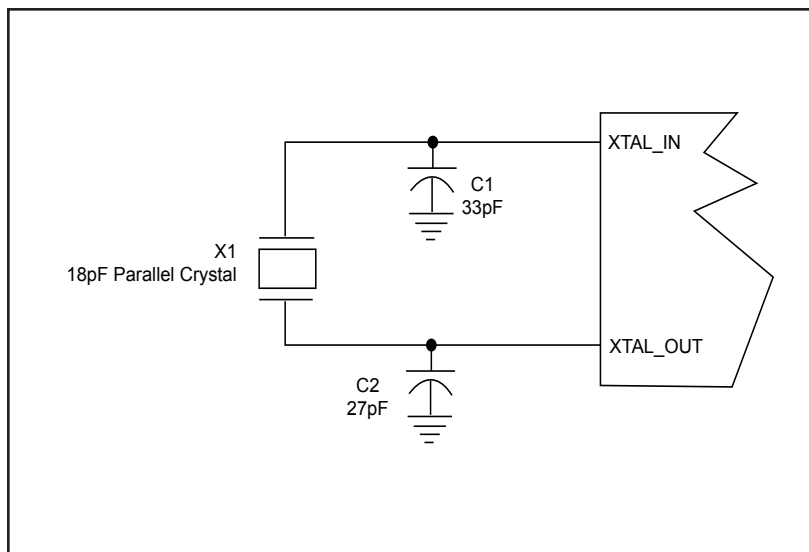 XTAL_IN
C1
33pF
X1
18pF Parallel Crystal
XTAL_OUT
C2
27pF